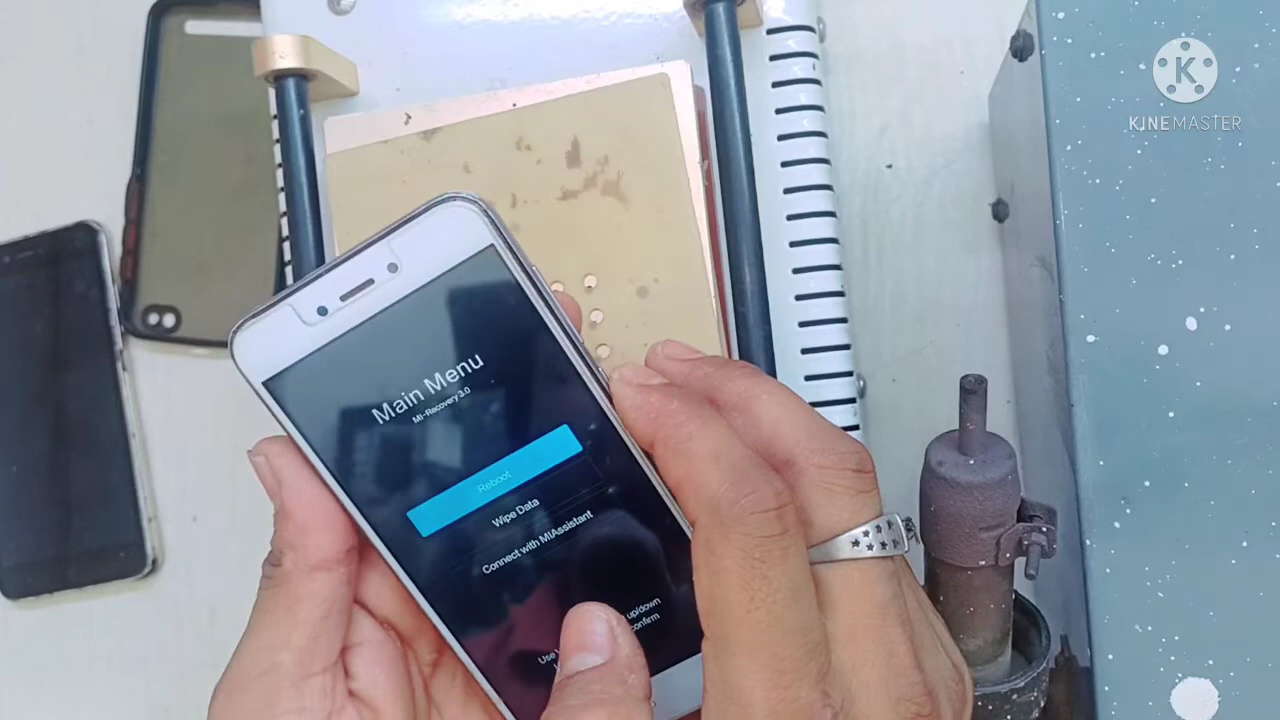 KINEMASTER
Main Menu
Mi-Recovery 3.0
Reboot
Wipe Data
Connect with MIAssistant
Use up/down
confirm